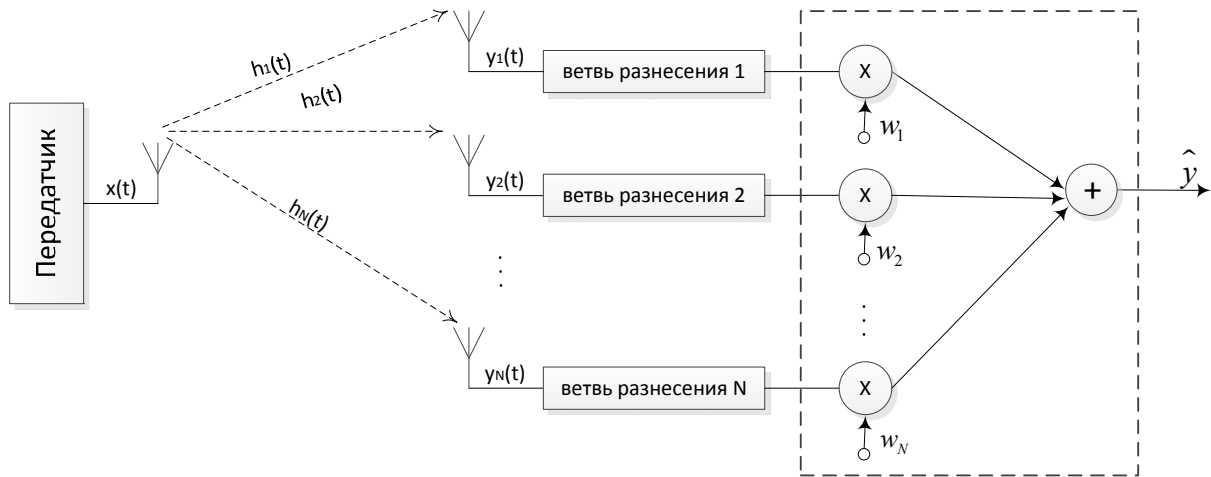 Передатчик
x(t)
h1(t)
h2(t)
hN(t)
y1(t)
ветвь разнесения 1
X
w1
y2(t)
ветвь разнесения 2
X
w2
yN(t)
ветвь разнесения N
X
wN
+
ŷ